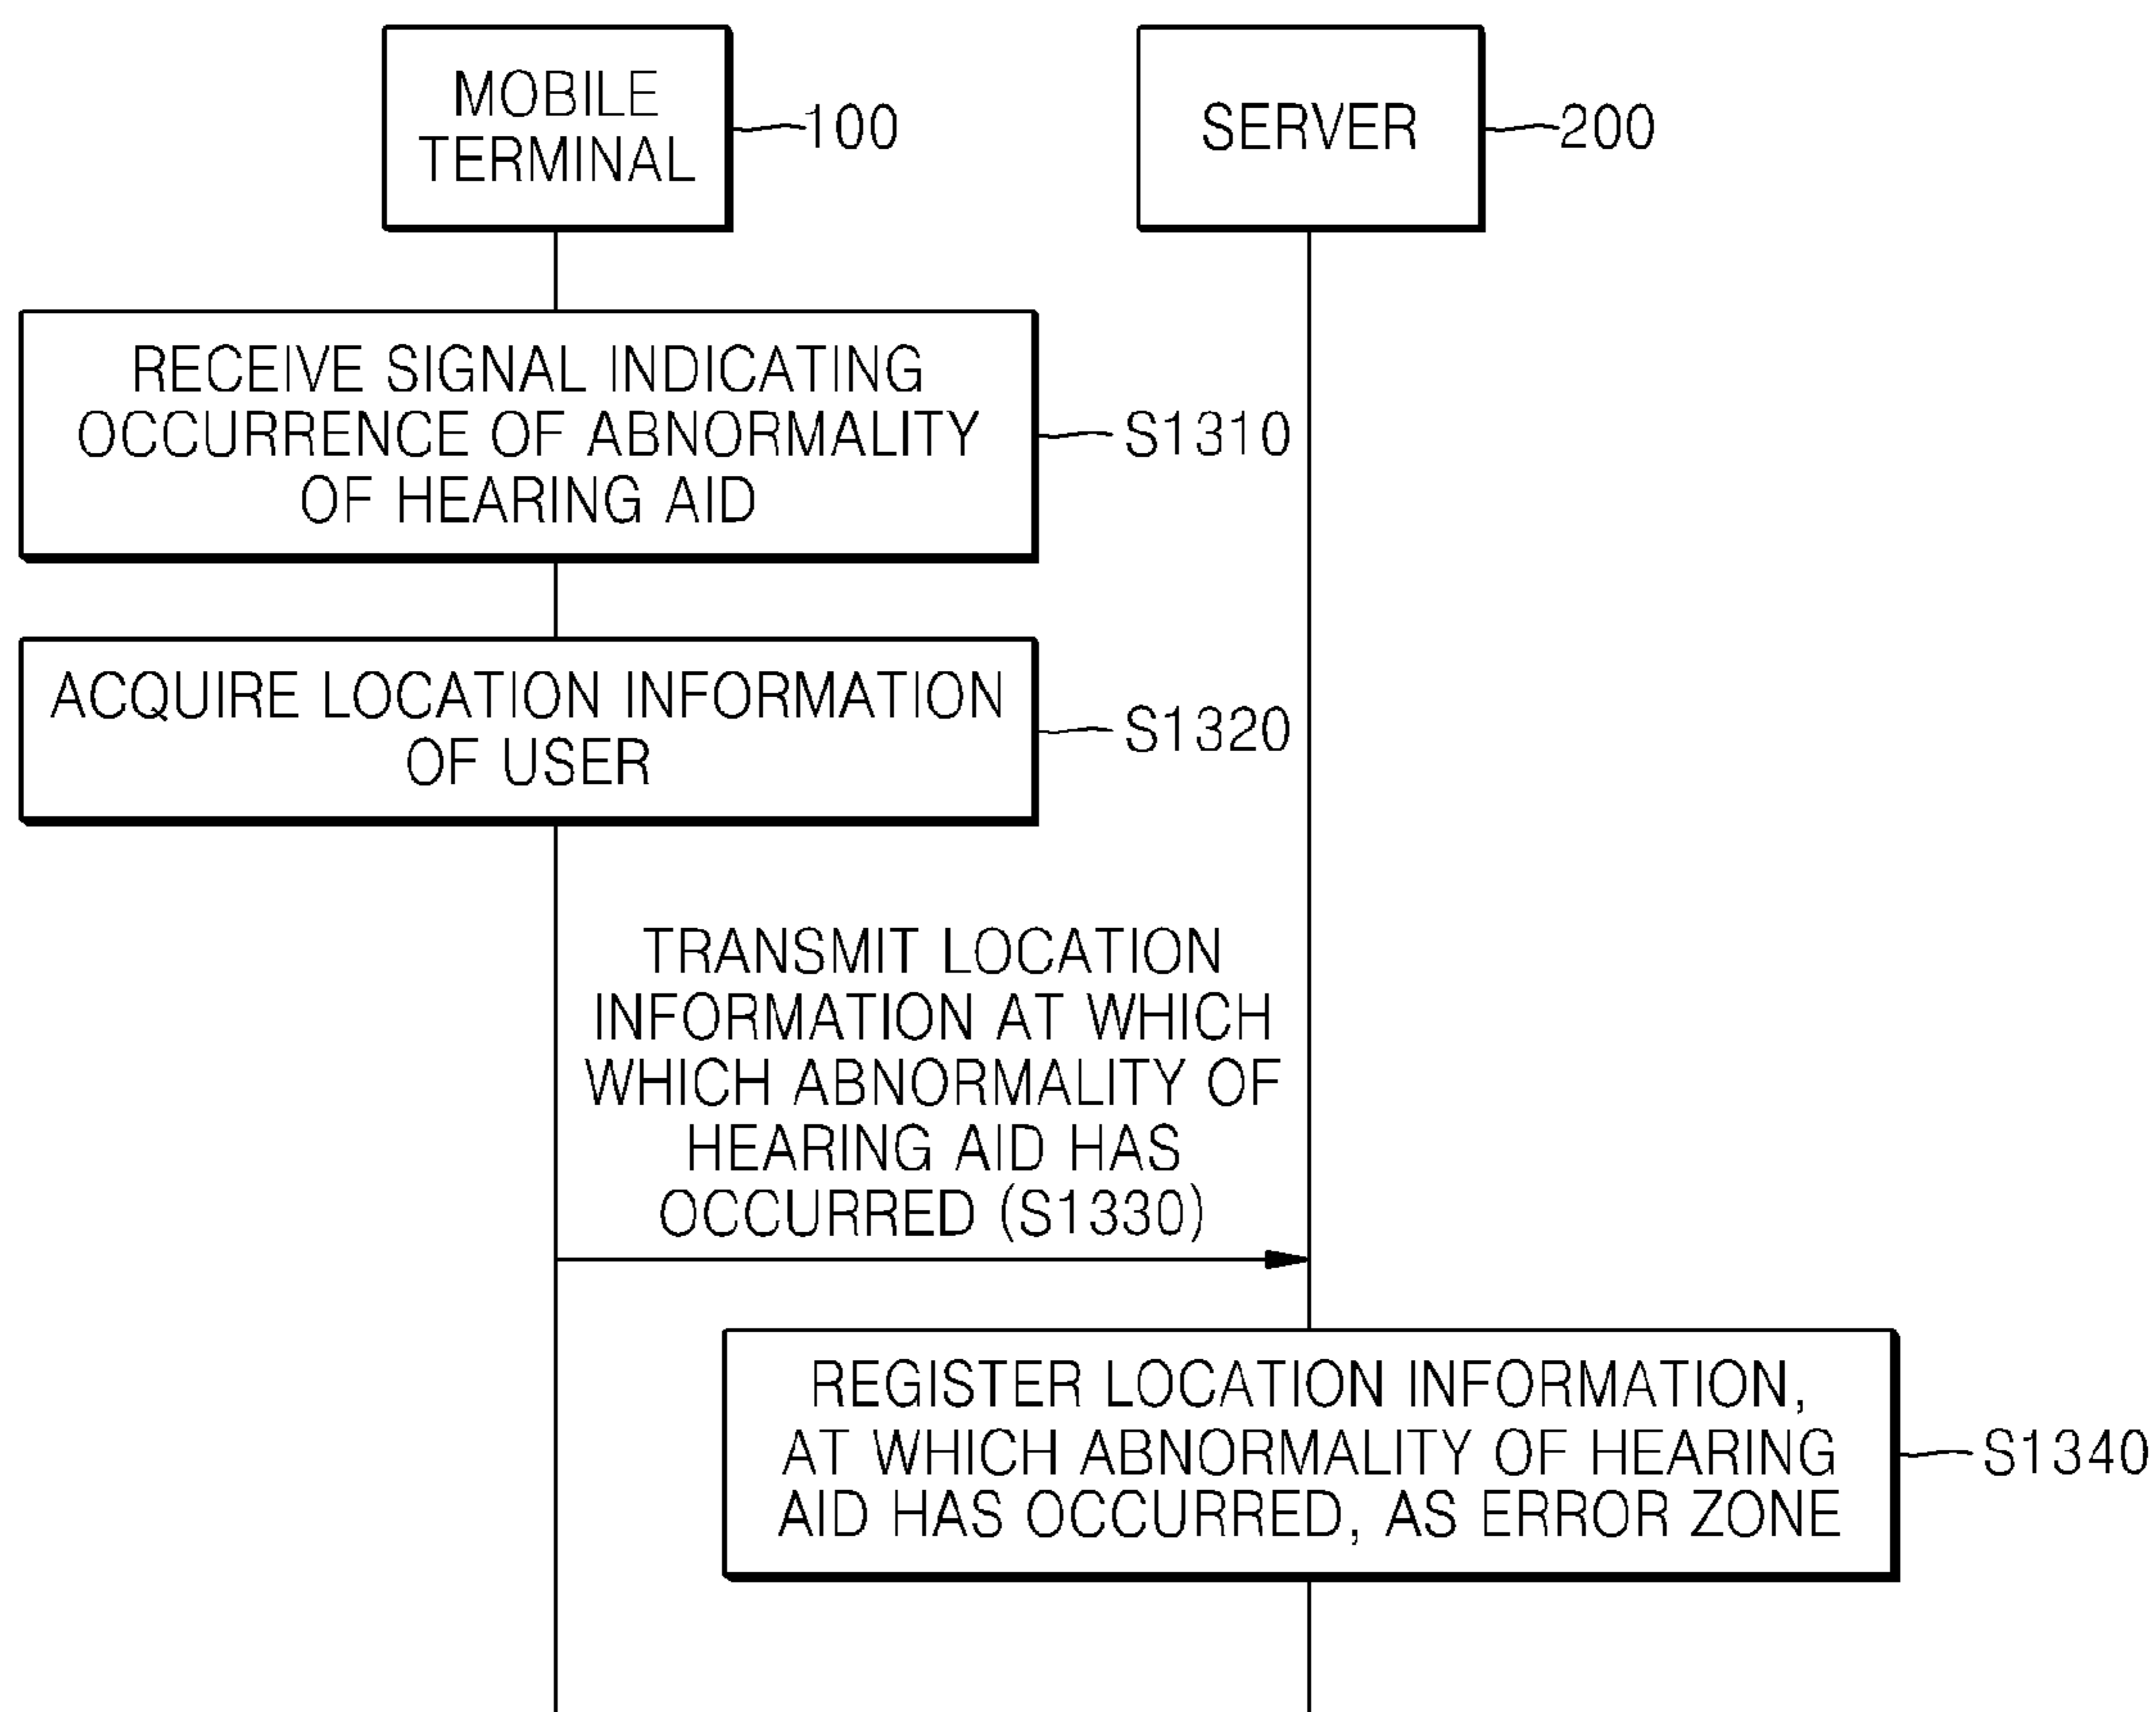 MOBILE
TERMINAL
100
SERVER
200
RECEIVE SIGNAL INDICATING
OCCURRENCE OF ABNORMALITY
OF HEARING AID
S1310
ACQUIRE LOCATION INFORMATION
OF USER
S1320
TRANSMIT LOCATION
INFORMATION AT WHICH
WHICH ABNORMALITY OF
HEARING AID HAS
OCCURRED (S1330)
REGISTER LOCATION INFORMATION,
AT WHICH ABNORMALITY OF HEARING
AID HAS OCCURRED, AS ERROR ZONE
S1340